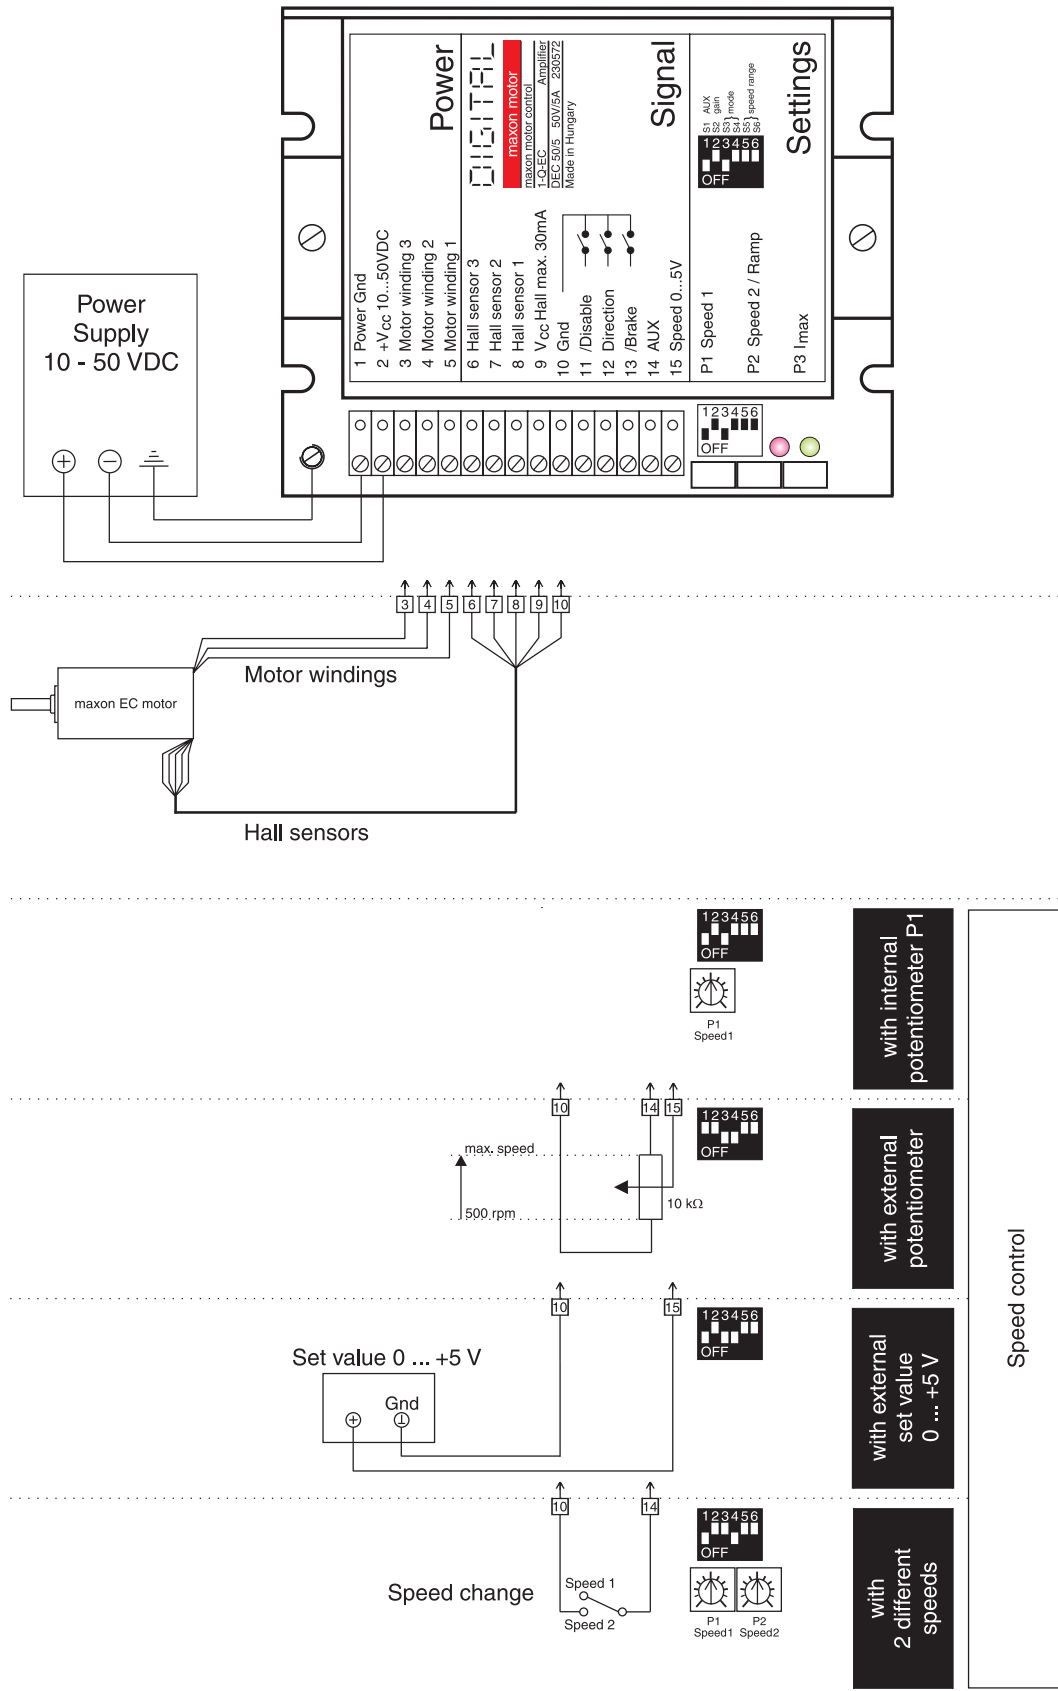 Power
DIGITAL
maxon motor
maxon motor control
1-Q-EC Amplifier
DEC 50/5 50V/5A 230572
Made in Hungary
Signal
S1 AUX
S2 gain
S3 } mode
S4
S5 } speed range
S6
123456
OFF
Settings
1 Power Gnd
2 +Vcc 10...50VDC
3 Motor winding 3
4 Motor winding 2
5 Motor winding 1
6 Hall sensor 3
7 Hall sensor 2
8 Hall sensor 1
9 Vcc Hall max. 30mA
10 Gnd
11 /Disable
12 Direction
13 /Brake
14 AUX
15 Speed 0...5V
P1 Speed 1
P2 Speed 2 / Ramp
P3 Imax
Power
Supply
10 - 50 VDC
+ −
123456
OFF
3 4 5 6 7 8 9 10
Motor windings
maxon EC motor
Hall sensors
123456
OFF
P1
Speed1
with internal
potentiometer P1
10 14 15
123456
OFF
max. speed
500 rpm
10 kΩ
with external
potentiometer
10 15
123456
OFF
Set value 0 ... +5 V
Gnd
+
with external
set value
0 ... +5 V
10 14
123456
OFF
Speed change
Speed 1
Speed 2
P1
Speed1
P2
Speed2
with
2 different
speeds
Speed control